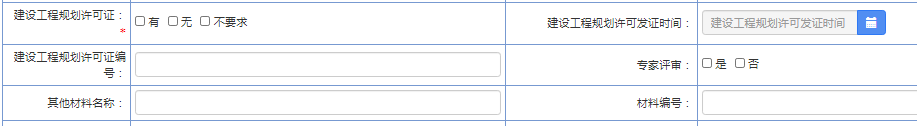 建设工程规划许可证：* 有 无 不要求 建设工程规划许可发证时间： 建设工程规划许可发证时间
建设工程规划许可证编号： 专家评审： 是 否
其他材料名称： 材料编号：